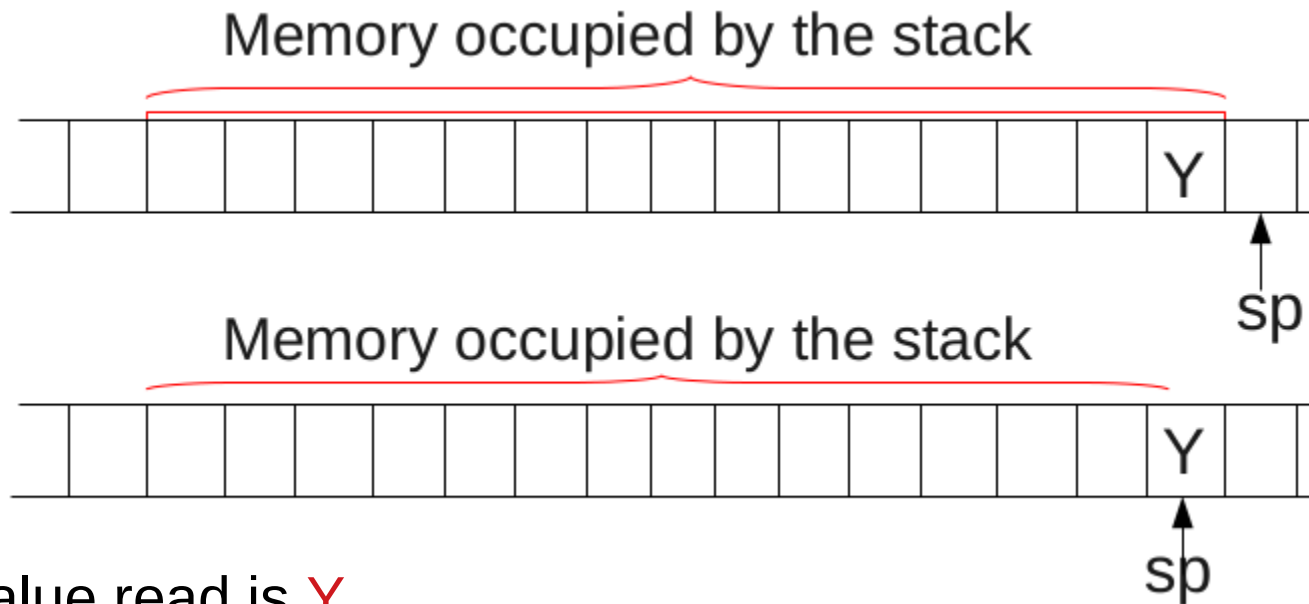 Memory occupied by the stack
Y
sp
Memory occupied by the stack
Y
sp
read is Y